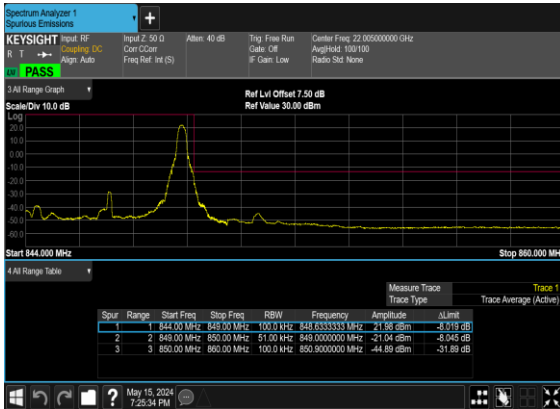 Spectrum Analyzer 1
Spurious Emissions
+
KEYSIGHT Input: RF Input Z: 50 Ω Atten: 40 dB Trig: Free Run Center Freq: 22.005000000 GHz
R T Coupling: DC Corr CCorr Gate: Off Avg|Hold: 100/100
Align: Auto Freq Ref: Int (S) IF Gain: Low Radio Std: None
PASS
3 All Range Graph
Ref Lvl Offset 7.50 dB
Scale/Div 10.0 dB Ref Value 30.00 dBm
Log
20.0
10.0
0.00
-10.0
-20.0
-30.0
-40.0
-50.0
-60.0
Start 844.000 MHz Stop 860.000 MH
4 All Range Table
Measure Trace Trace 1
Trace Type Trace Average (Active)
Spur Range Start Freq Stop Freq RBW Frequency Amplitude ΔLimit
1 1 844.00 MHz 849.00 MHz 100.0 kHz 848.6333333 MHz 21.98 dBm -8.019 dB
2 2 849.00 MHz 850.00 MHz 51.00 kHz 849.0000000 MHz -21.04 dBm -8.045 dB
3 3 850.00 MHz 860.00 MHz 100.0 kHz 850.9000000 MHz -44.89 dBm -31.89 dB
? May 15, 2024
7:25:34 PM